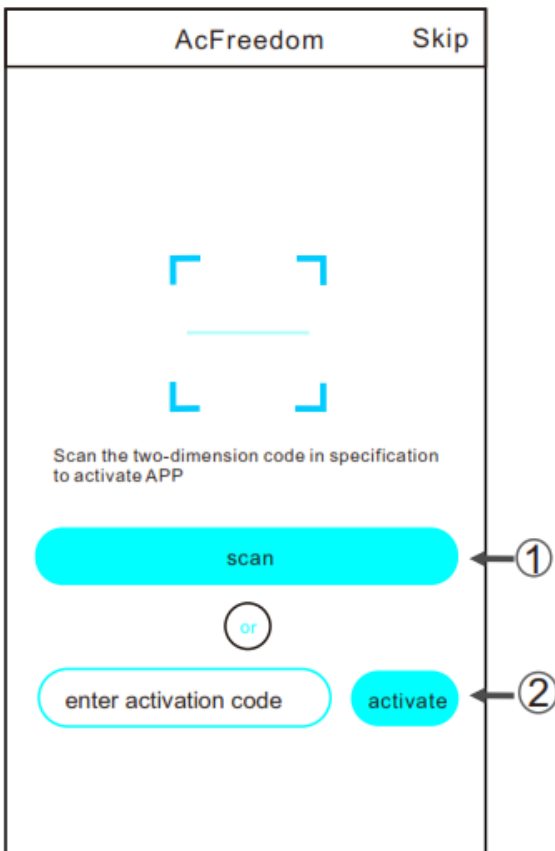 AcFreedom Skip
Scan the two-dimension code in specification
to activate APP
scan
①
or
enter activation code
activate
②